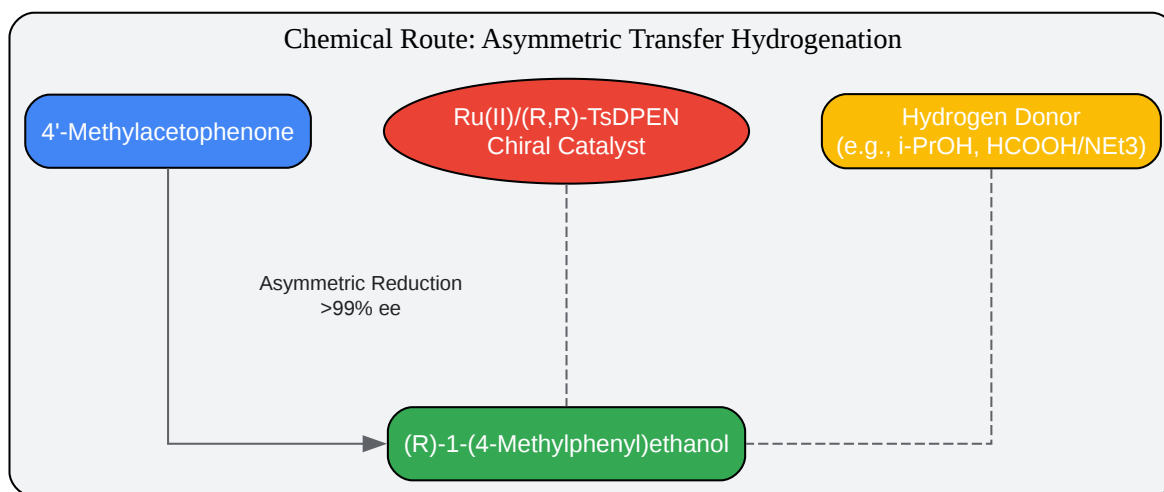 Chemical Route: Asymmetric Transfer Hydrogenation
4'-Methylacetophenone
Ru(II)/(R,R)-TsDPEN
Chiral Catalyst
Hydrogen Donor
(e.g., i-PrOH, HCOOH/NEt3)
Asymmetric Reduction
>99% ee
(R)-1-(4-Methylphenyl)ethanol